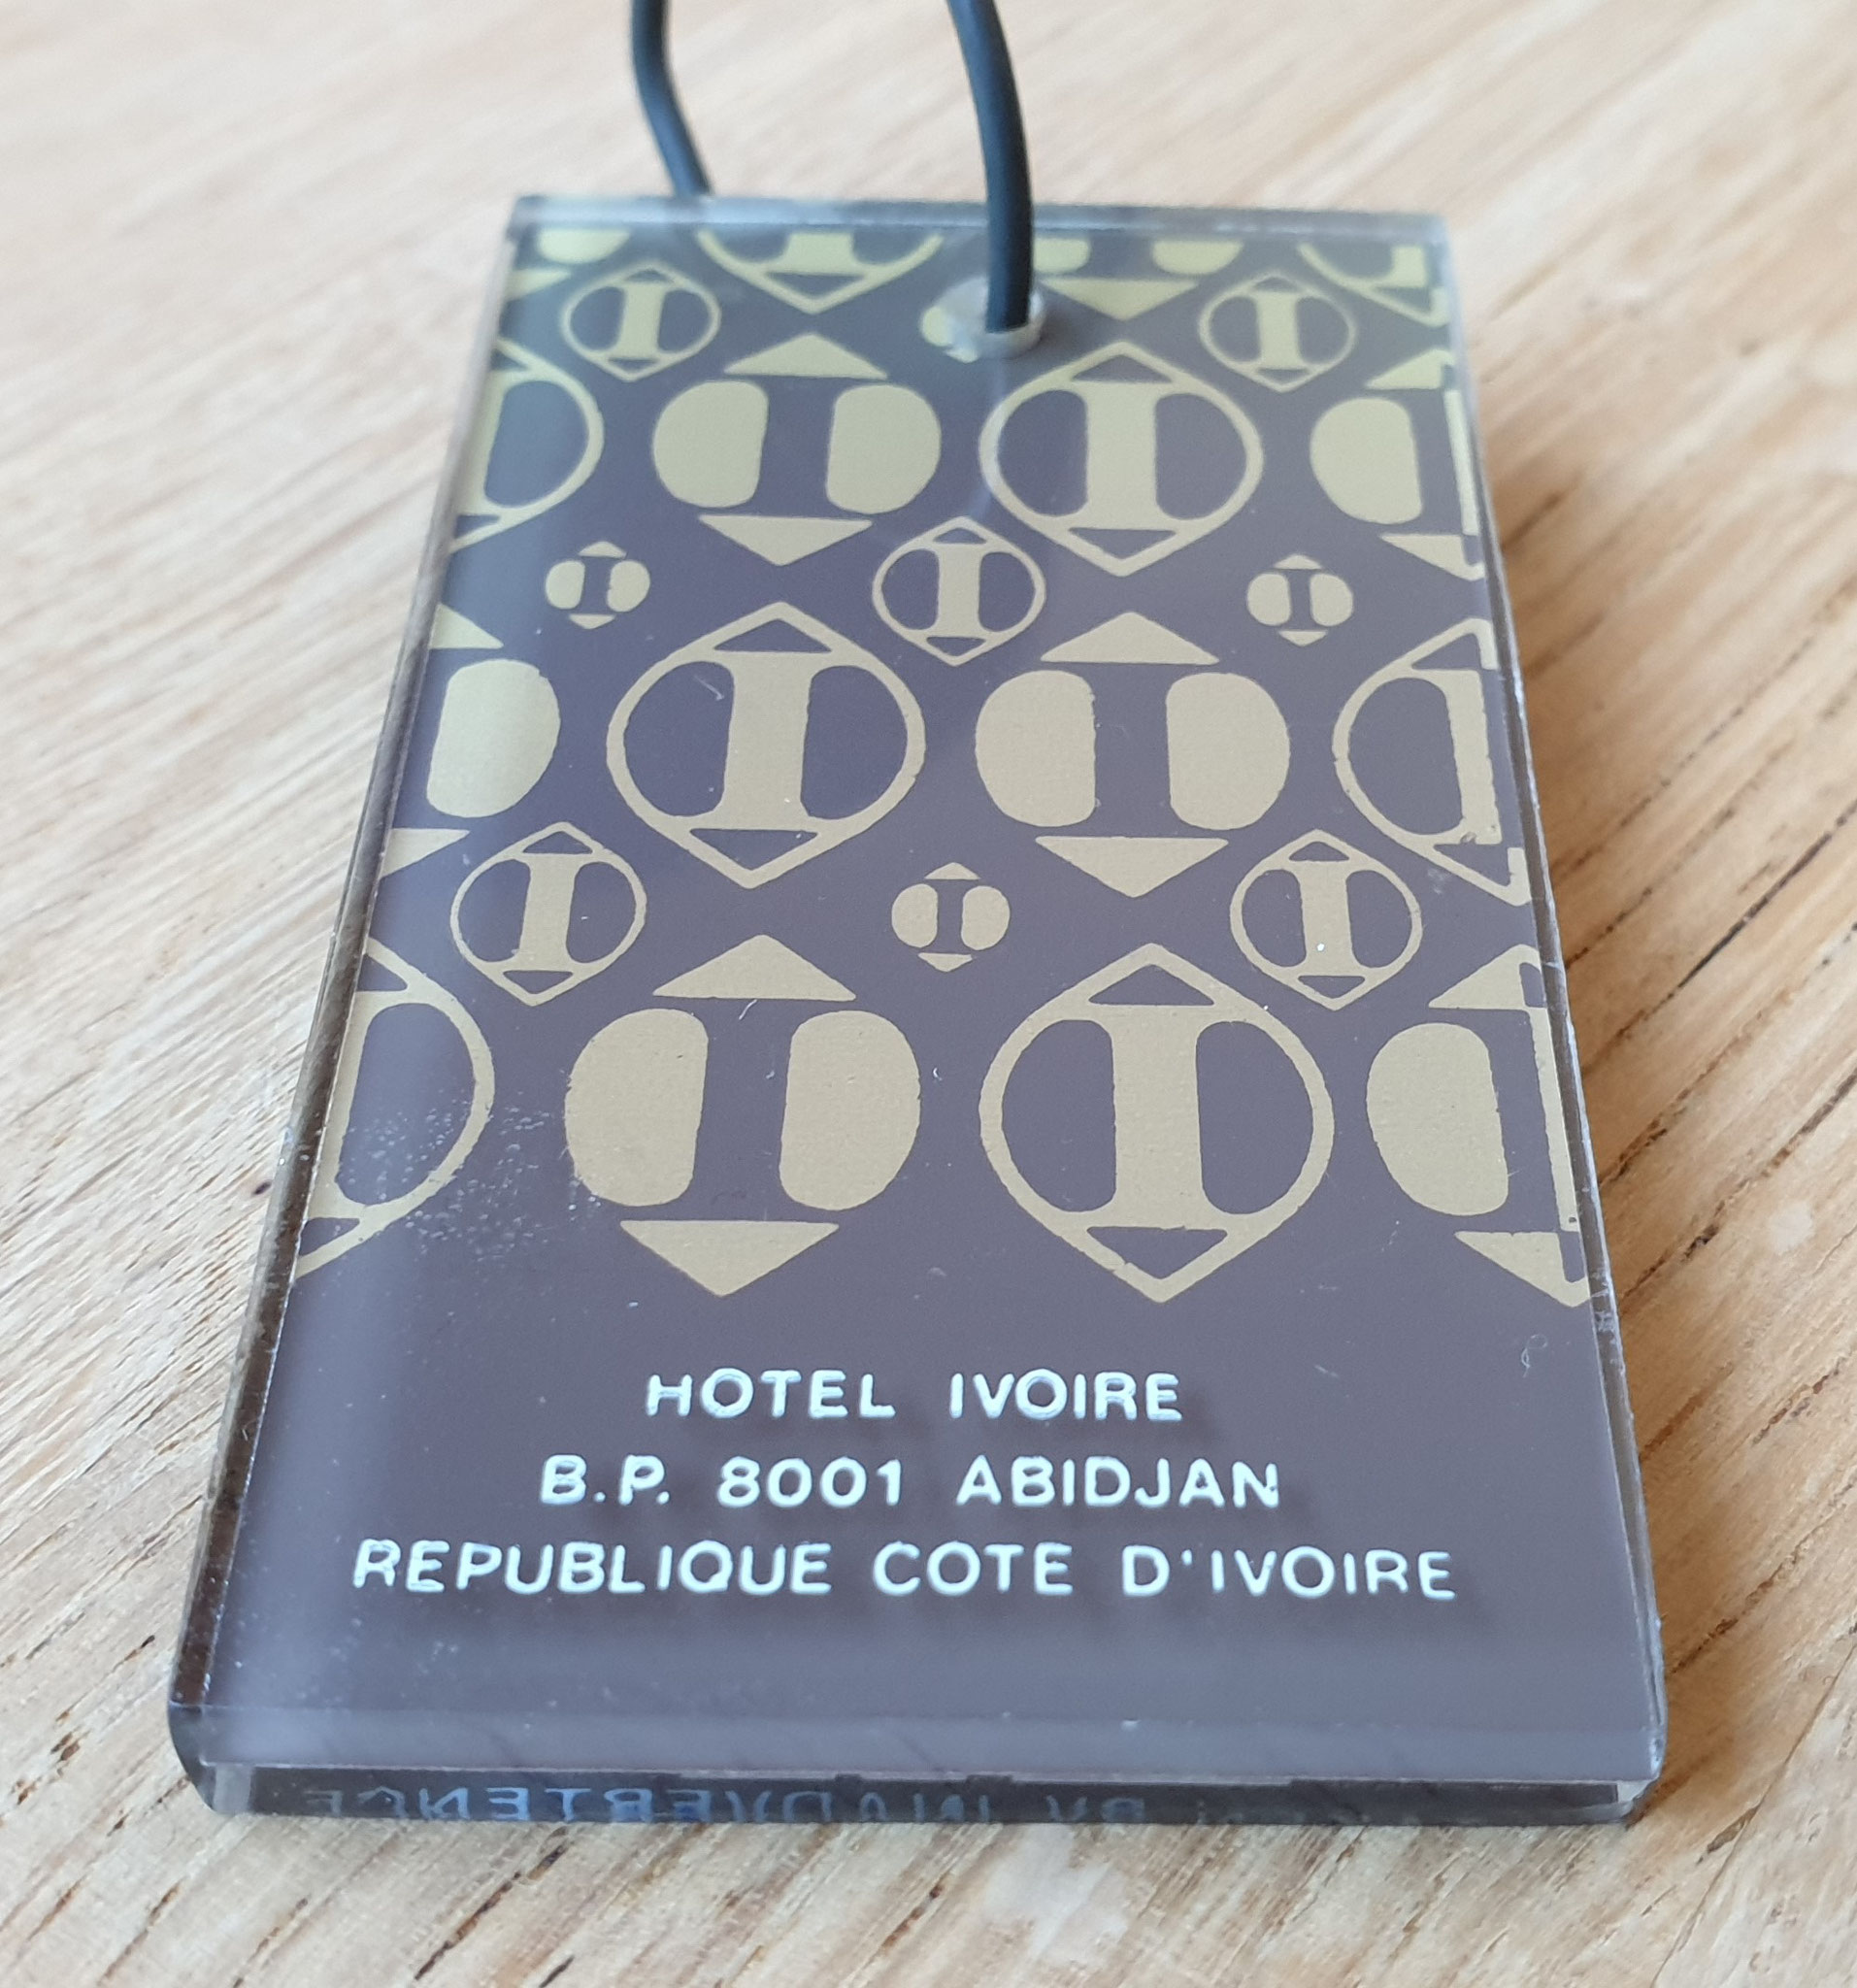 HOTEL IVOIRE
B.P. 8001 ABIDJAN
REPUBLIQUE COTE D'IVOIRE